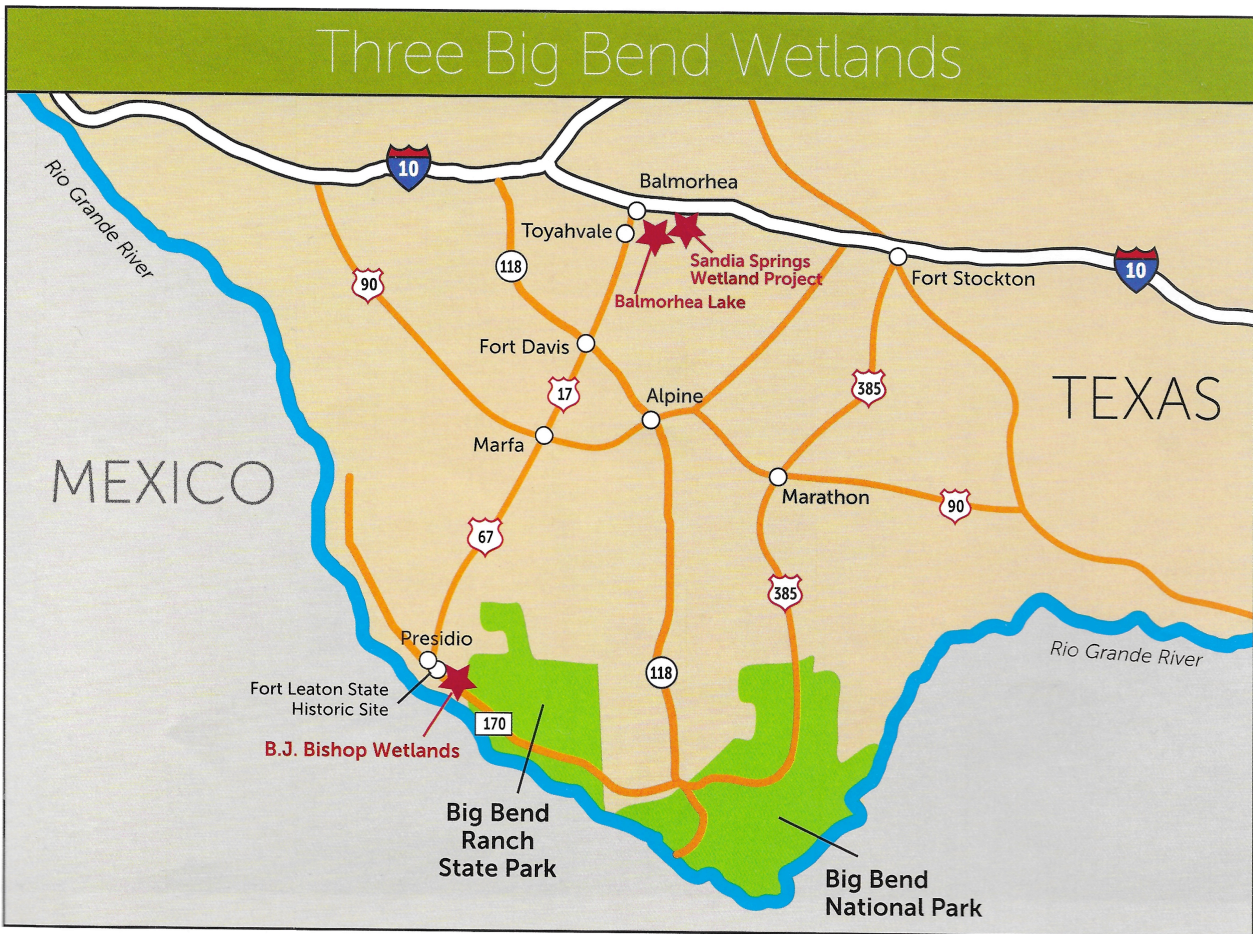 Three Big Bend Wetlands
10
Rio Grande River
Balmorhea
Toyahvale
118
90
Sandia Springs
Wetland Project
Balmorhea Lake
10
Fort Stockton
Fort Davis
17
Alpine
385
TEXAS
Marfa
MEXICO
Marathon
90
67
385
Presidio
Rio Grande River
118
Fort Leaton State
Historic Site
170
B.J. Bishop Wetlands
Big Bend
Ranch
State Park
Big Bend
National Park